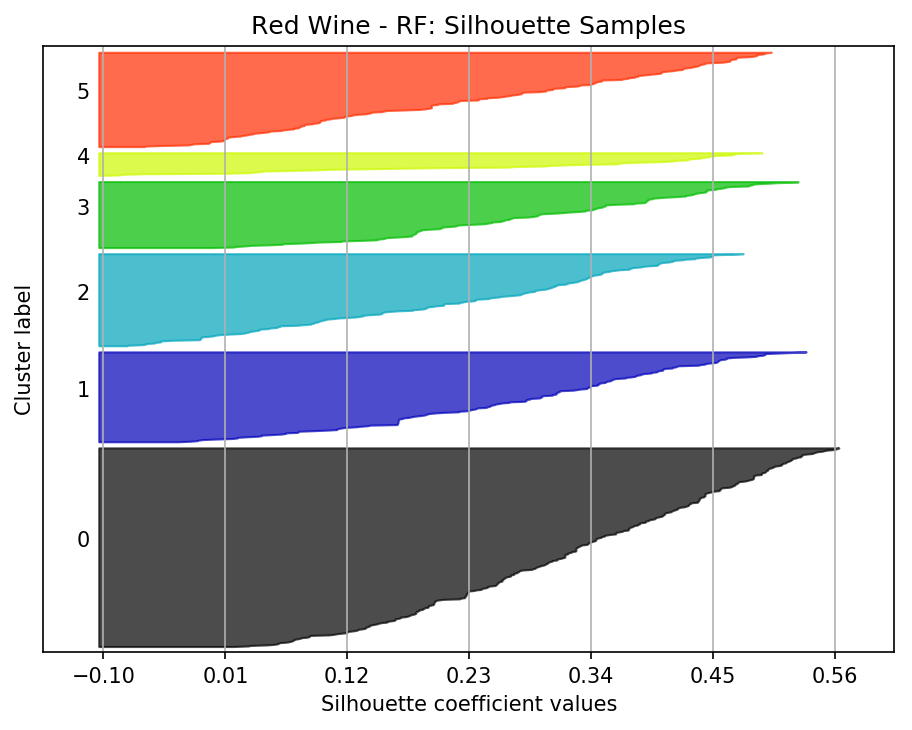 Red Wine - RF: Silhouette Samples
5
4
3
2
1
0
Cluster label
−0.10 0.01 0.12 0.23 0.34 0.45 0.56
Silhouette coefficient values